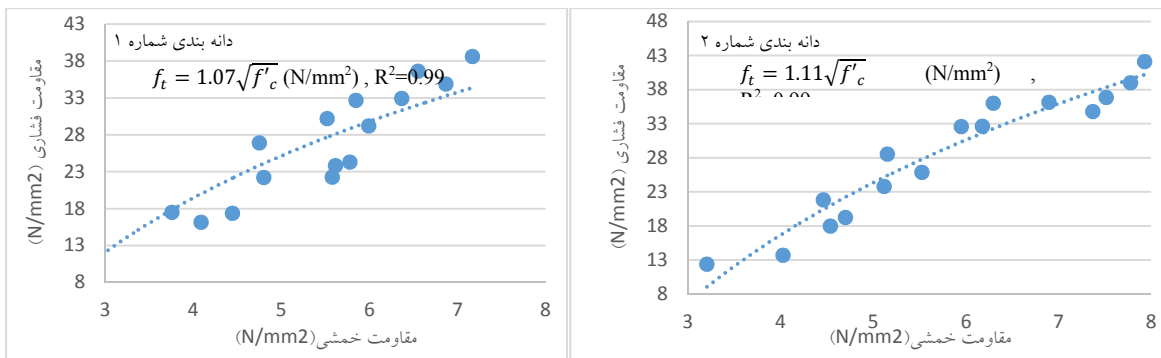 دانه بندی شماره ۱
f_t = 1.07√f'_c (N/mm²) , R²=0.99
مقاومت فشاری
(N/mm2)
43
38
33
28
23
18
13
8
3 4 5 6 7 8
مقاومت خمشی(N/mm2)
دانه بندی شماره ۲
f_t = 1.11√f'_c (N/mm²) ,
مقاومت فشاری
(N/mm2)
48
43
38
33
28
23
18
13
8
3 4 5 6 7 8
مقاومت خمشی(N/mm2)